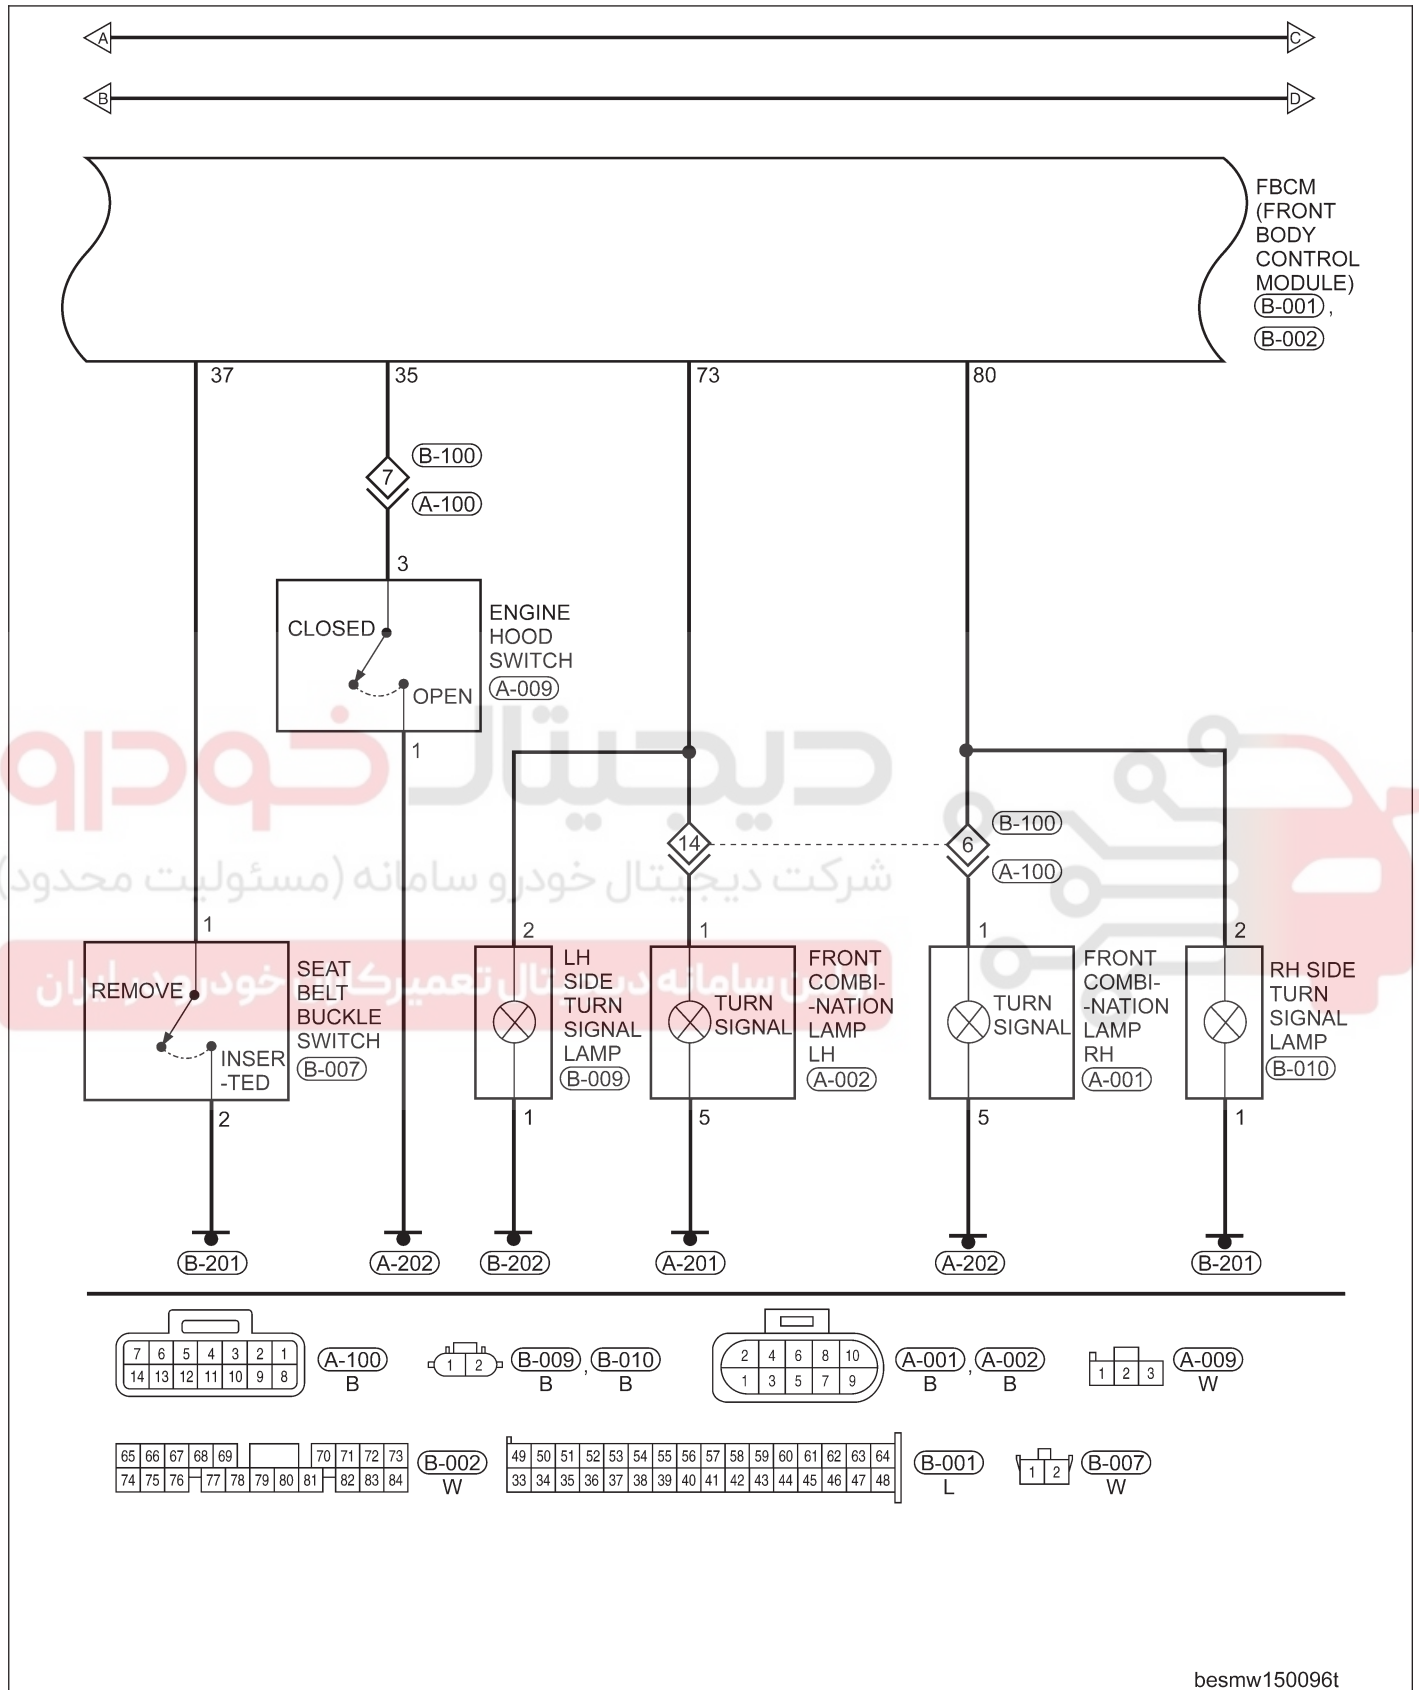 A C
B D
FBCM
(FRONT
BODY
CONTROL
MODULE)
B-001 ,
B-002
37 35 73 80
B-100
7
A-100
3
CLOSED
OPEN
ENGINE
HOOD
SWITCH
A-009
1
دیجیتال خودرو
B-100
14 6
A-100
شرکت دیجیتال خودرو سامانه (مسئولیت محدود)
اولین سامانه دیجیتال تعمیرکاران خودرو در ایران
1
REMOVE
INSER
-TED
SEAT
BELT
BUCKLE
SWITCH
B-007
2
2
LH
SIDE
TURN
SIGNAL
LAMP
B-009
1
1
TURN
SIGNAL
FRONT
COMBI-
-NATION
LAMP
LH
A-002
5
1
TURN
SIGNAL
FRONT
COMBI-
-NATION
LAMP
RH
A-001
5
2
RH SIDE
TURN
SIGNAL
LAMP
B-010
1
B-201 A-202 B-202 A-201 A-202 B-201
7 6 5 4 3 2 1
14 13 12 11 10 9 8
A-100
B
1 2
B-009 , B-010
B B
2 4 6 8 10
1 3 5 7 9
A-001 , A-002
B B
1 2 3
A-009
W
65 66 67 68 69 70 71 72 73
74 75 76 77 78 79 80 81 82 83 84
B-002
W
49 50 51 52 53 54 55 56 57 58 59 60 61 62 63 64
33 34 35 36 37 38 39 40 41 42 43 44 45 46 47 48
B-001
L
1 2
B-007
W
besmw150096t